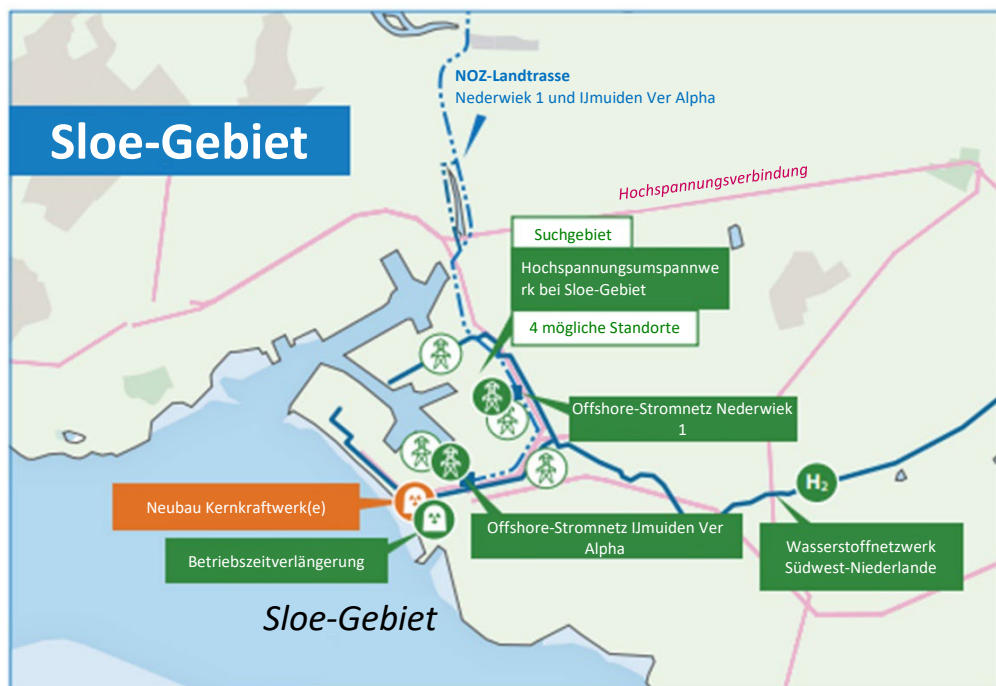 NOZ-Landtrasse
Nederwiek 1 und IJmuiden Ver Alpha
Sloe-Gebiet
Hochspannungsverbindung
Suchgebiet
Hochspannungsumspannwe
rk bei Sloe-Gebiet
4 mögliche Standorte
Offshore-Stromnetz Nederwiek
1
H2
Neubau Kernkraftwerk(e)
Offshore-Stromnetz IJmuiden Ver
Alpha
Betriebszeitverlängerung
Wasserstoffnetzwerk
Südwest-Niederlande
Sloe-Gebiet